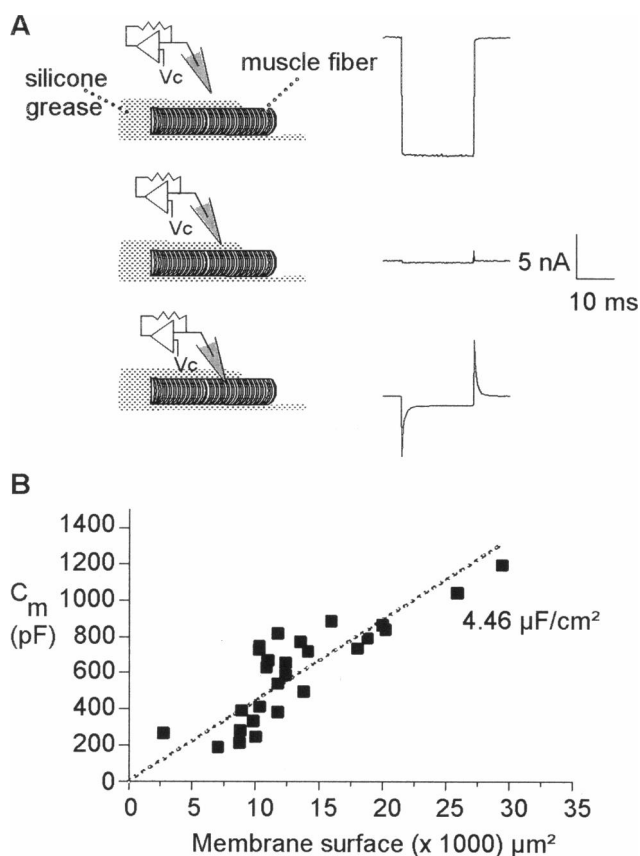 A
silicone
grease
Vc
muscle fiber
Vc
5 nA
10 ms
Vc
B
1400
1200
1000
800
600
400
200
0
C m
(pF)
4.46 µF/cm²
0 5 10 15 20 25 30 35
Membrane surface (x 1000) µm²